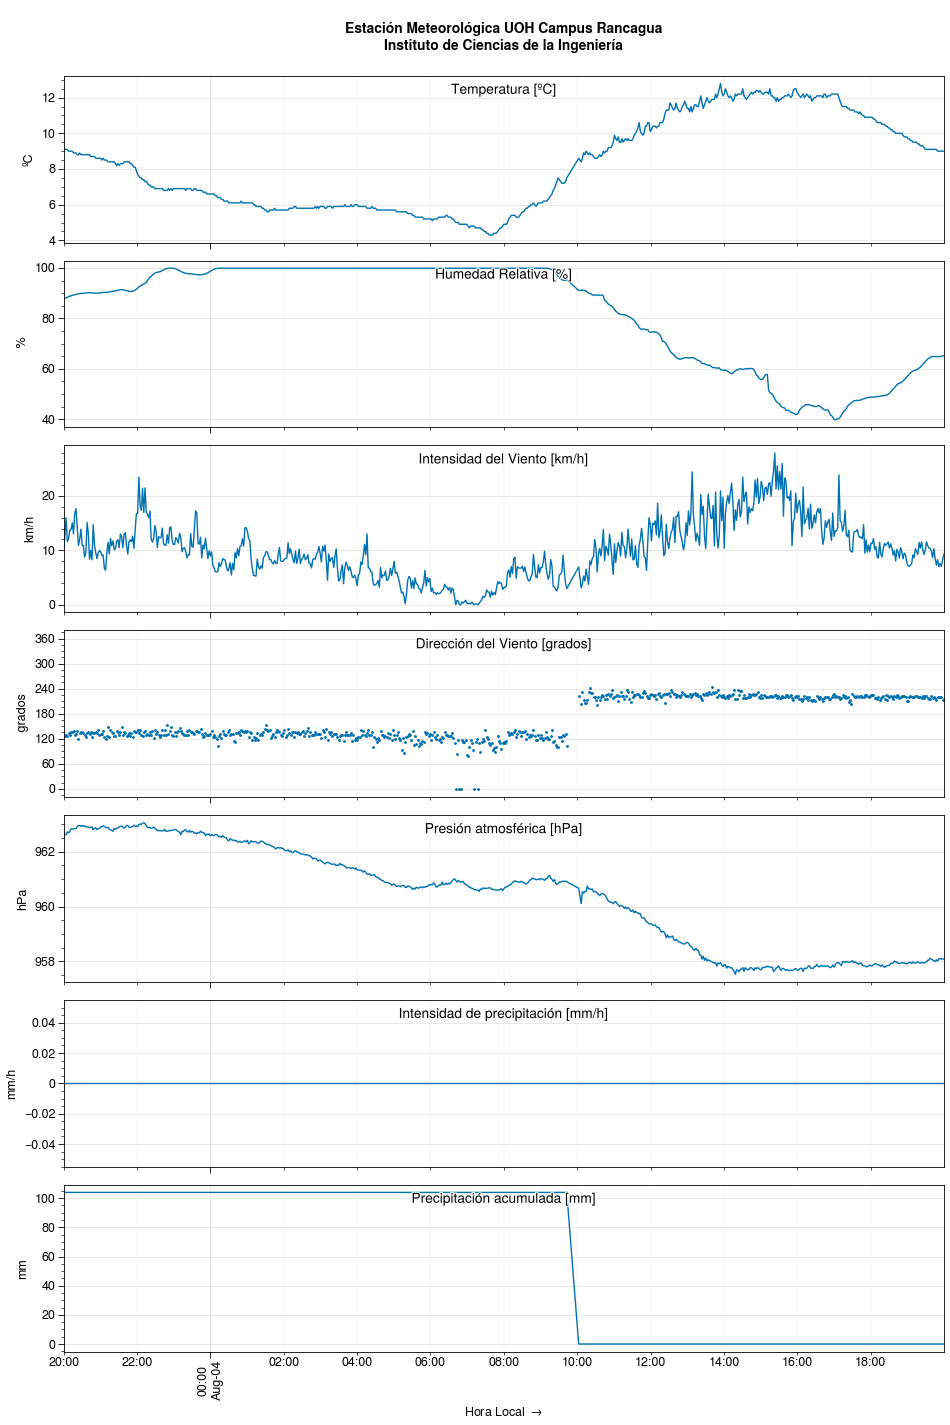 Estación Meteorológica UOH Campus Rancagua
Instituto de Ciencias de la Ingeniería
Temperatura [ºC]
12
10
8
6
4
ºC
Humedad Relativa [%]
100
80
60
40
%
Intensidad del Viento [km/h]
20
10
0
km/h
Dirección del Viento [grados]
360
300
240
180
120
60
0
grados
Presión atmosférica [hPa]
962
960
958
hPa
Intensidad de precipitación [mm/h]
0.04
0.02
0
−0.02
−0.04
mm/h
Precipitación acumulada [mm]
100
80
60
40
20
0
mm
20:00 22:00 00:00 02:00 04:00 06:00 08:00 10:00 12:00 14:00 16:00 18:00
Aug-04
Hora Local →